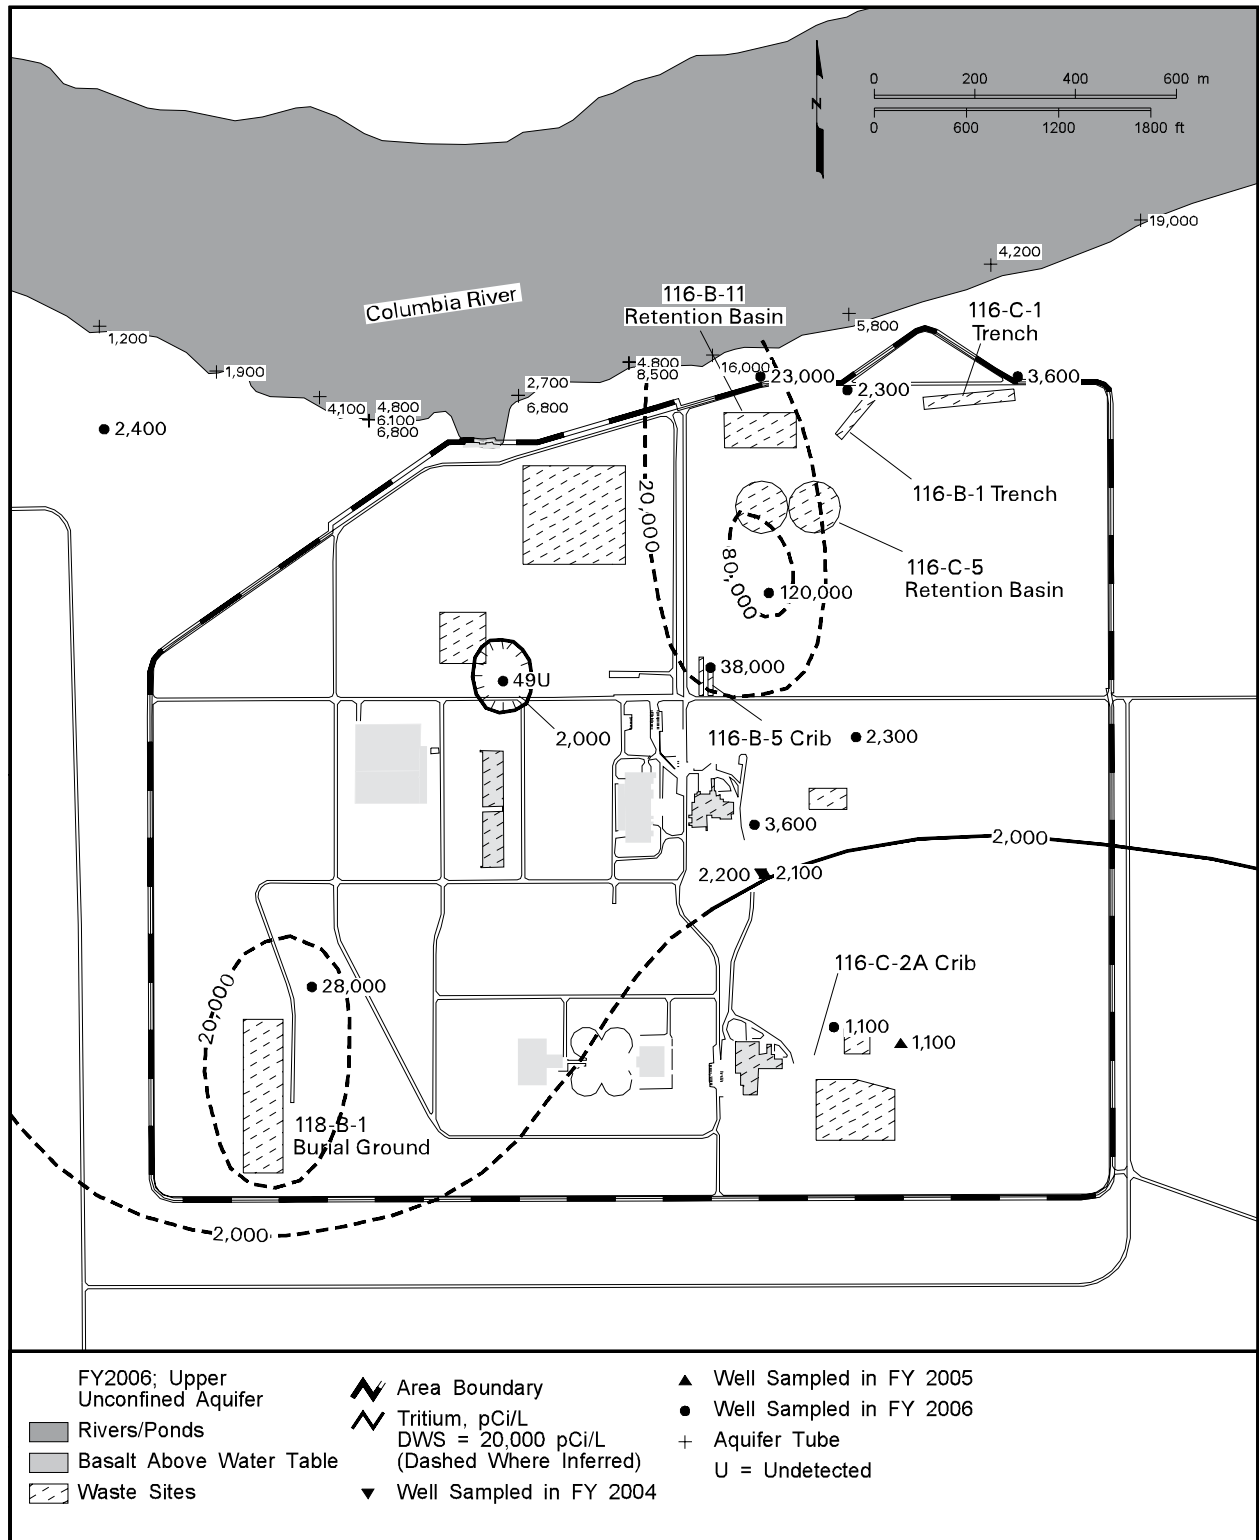 0 200 400 600 m
N
0 600 1200 1800 ft
19,000
4,200
Columbia River
116-B-11
Retention Basin
116-C-1
Trench
5,800
1,200
1,900
4,800
8,500
16,000
23,000
2,300
3,600
2,700
6,800
4,100
4,800
6,100
6,800
2,400
20,000
116-B-1 Trench
80,000
116-C-5
Retention Basin
120,000
38,000
49U
2,000
116-B-5 Crib
2,300
3,600
2,000
2,200
2,100
116-C-2A Crib
20,000
28,000
1,100
1,100
118-B-1
Burial Ground
2,000
FY2006; Upper
Unconfined Aquifer
Rivers/Ponds
Basalt Above Water Table
Waste Sites
Area Boundary
Tritium, pCi/L
DWS = 20,000 pCi/L
(Dashed Where Inferred)
Well Sampled in FY 2004
Well Sampled in FY 2005
Well Sampled in FY 2006
Aquifer Tube
U = Undetected